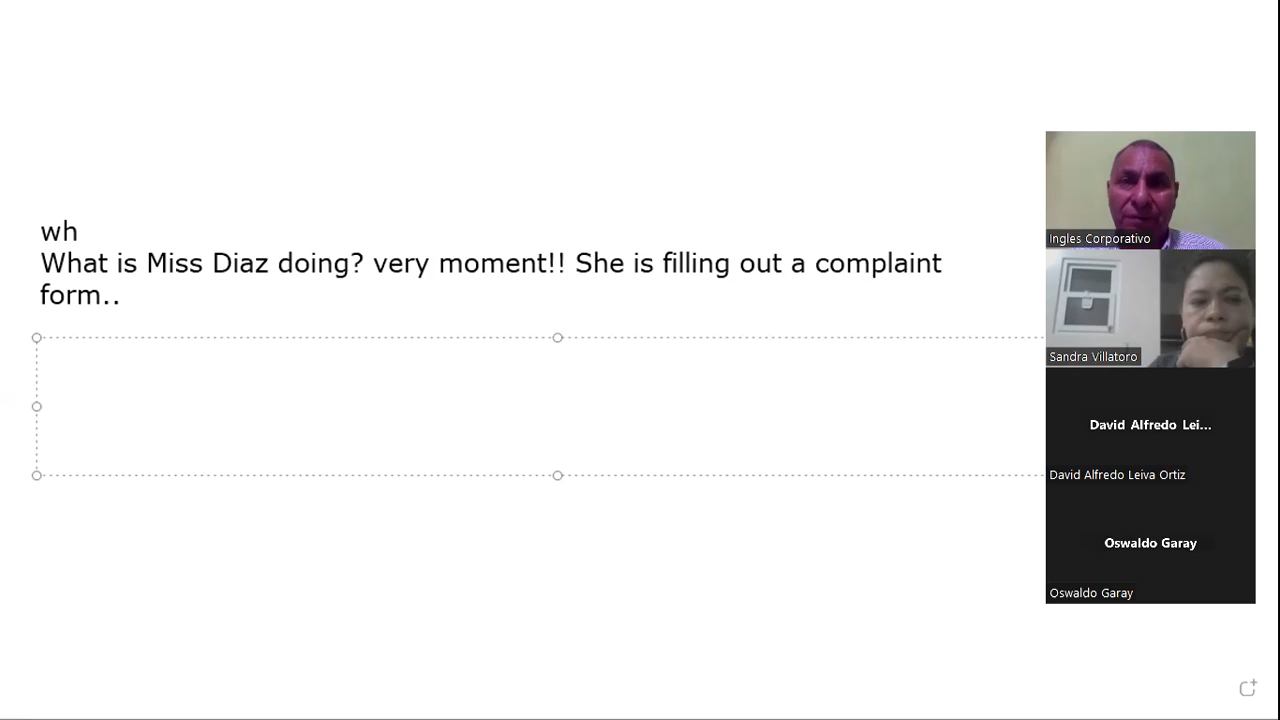 wh
What is Miss Diaz doing? very moment!! She is filling out a complaint
form..
Ingles Corporativo
Sandra Villatoro
David Alfredo Lei...
David Alfredo Leiva Ortiz
Oswaldo Garay
Oswaldo Garay